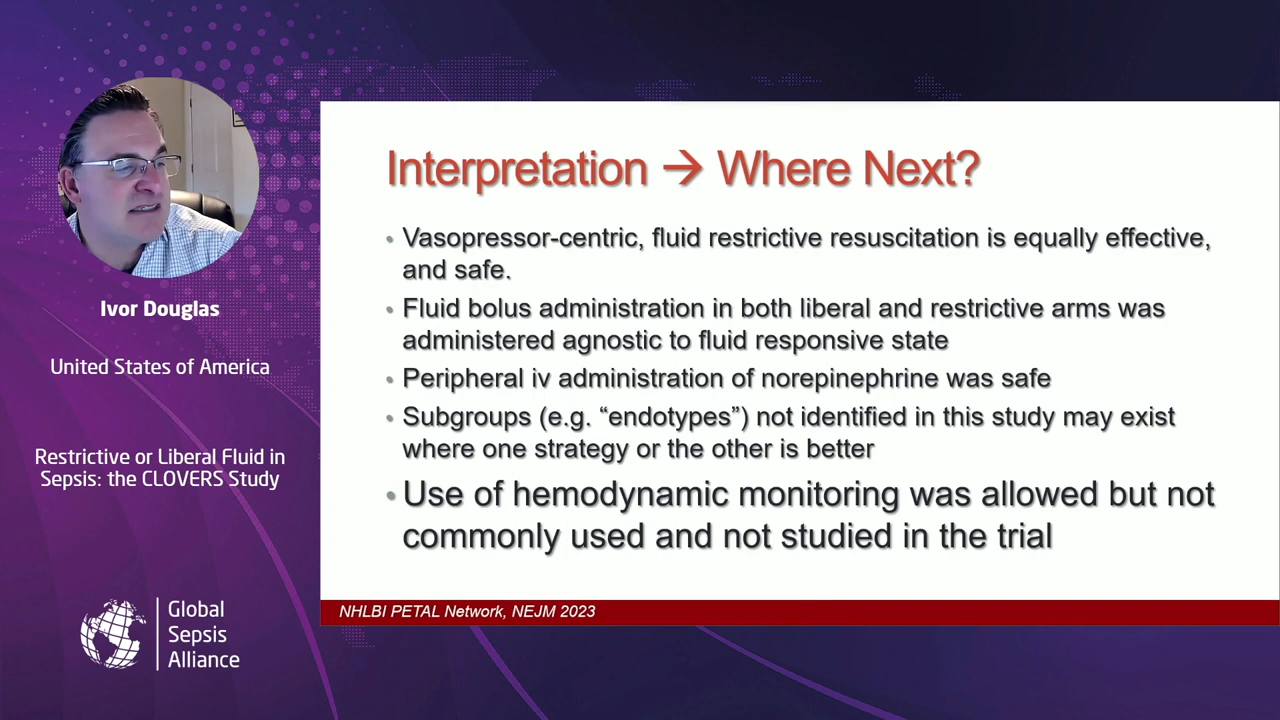 Ivor Douglas
United States of America
Restrictive or Liberal Fluid in
Sepsis: the CLOVERS Study
Global
Sepsis
Alliance
Interpretation → Where Next?
• Vasopressor-centric, fluid restrictive resuscitation is equally effective,
and safe.
• Fluid bolus administration in both liberal and restrictive arms was
administered agnostic to fluid responsive state
• Peripheral iv administration of norepinephrine was safe
• Subgroups (e.g. “endotypes”) not identified in this study may exist
where one strategy or the other is better
• Use of hemodynamic monitoring was allowed but not
commonly used and not studied in the trial
NHLBI PETAL Network, NEJM 2023